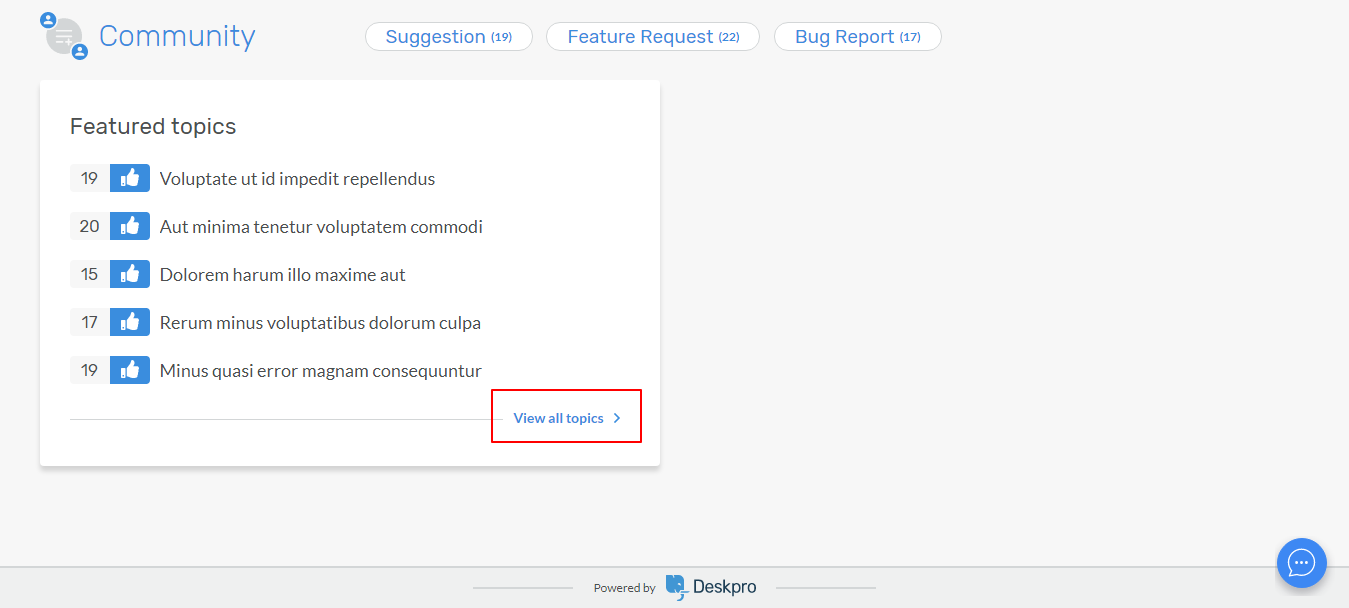 Community
Suggestion (19)
Feature Request (22)
Bug Report (17)
Featured topics
19 Voluptate ut id impedit repellendus
20 Aut minima tenetur voluptatem commodi
15 Dolorem harum illo maxime aut
17 Rerum minus voluptatibus dolorum culpa
19 Minus quasi error magnam consequuntur
View all topics
Powered by Deskpro